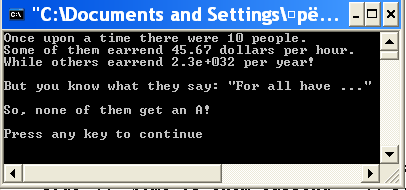 "C:\Documents and Settings\
Once upon a time there were 10 people.
Some of them earrend 45.67 dollars per hour.
While others earrend 2.3e+032 per year!
But you know what they say: "For all have ..."
So, none of them get an A!
Press any key to continue